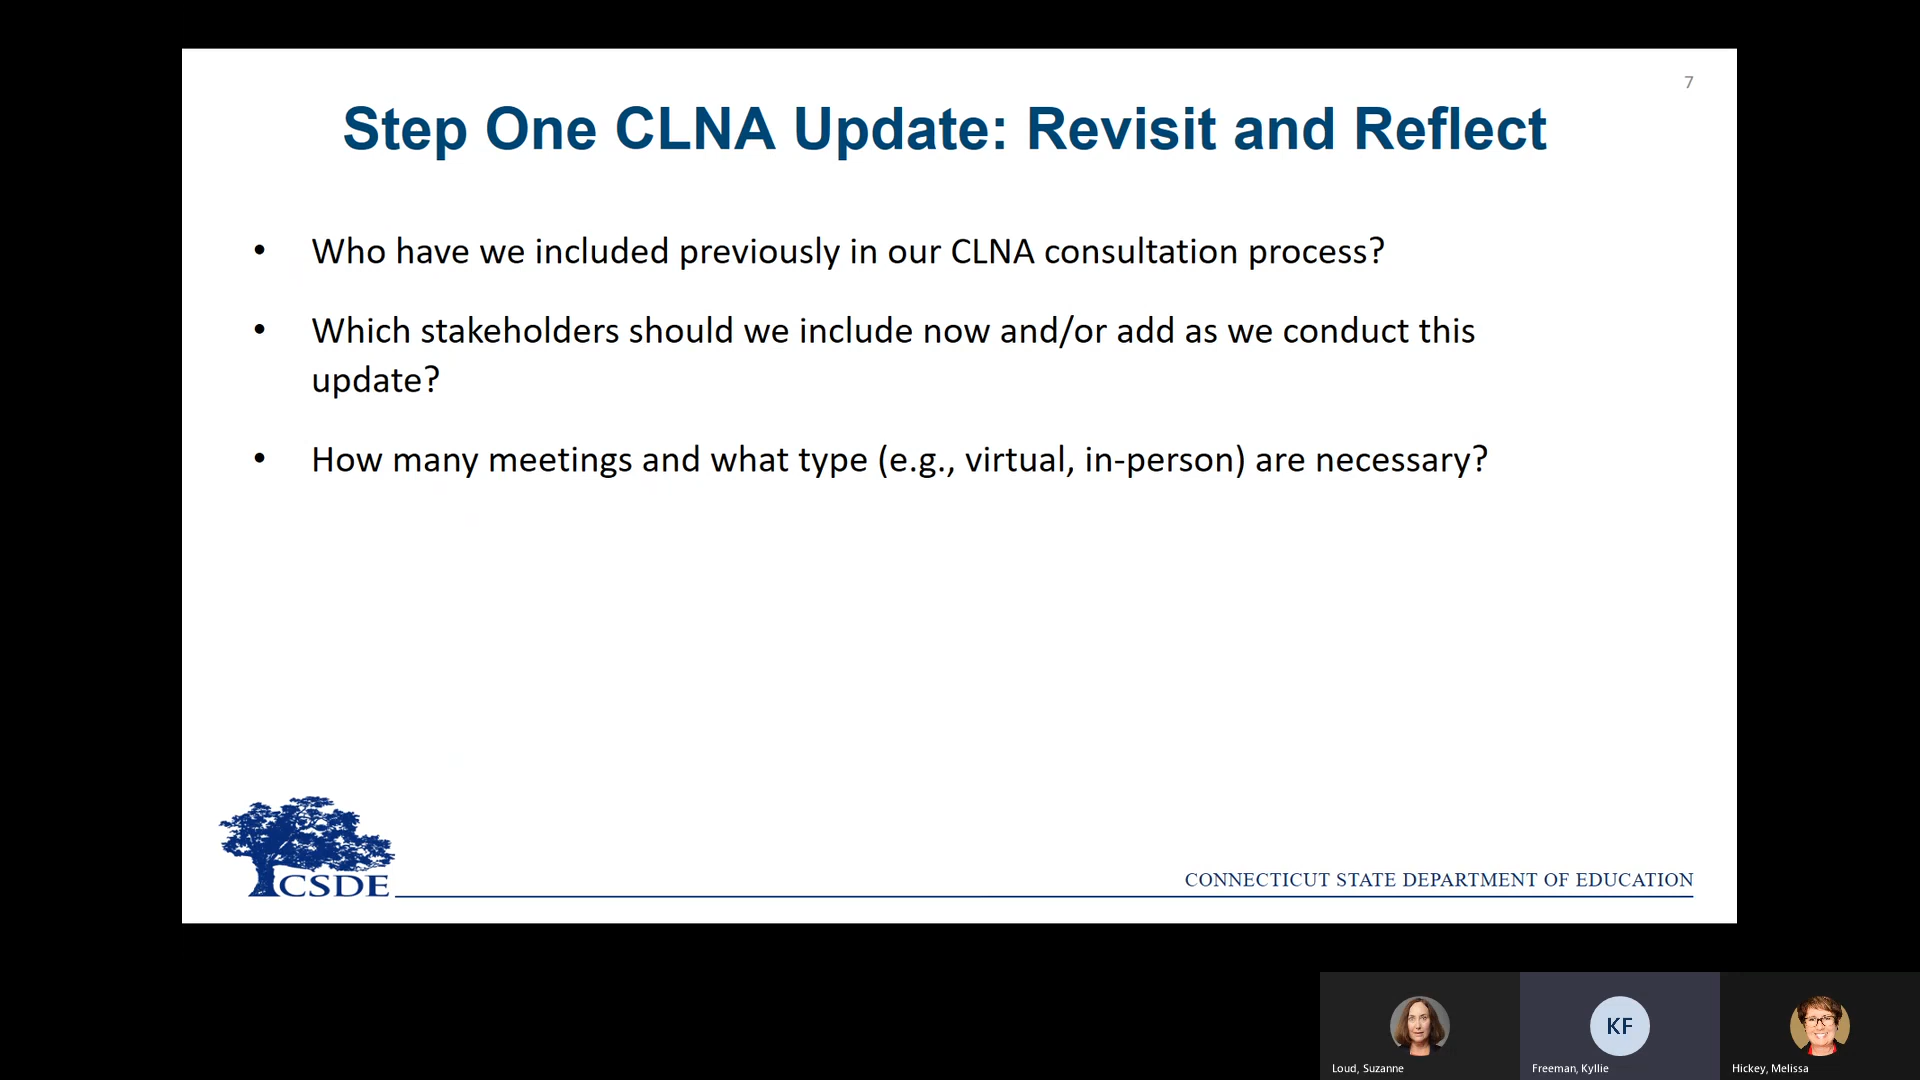 7
Step One CLNA Update: Revisit and Reflect
• Who have we included previously in our CLNA consultation process?
• Which stakeholders should we include now and/or add as we conduct this
update?
• How many meetings and what type (e.g., virtual, in-person) are necessary?
CSDE
CONNECTICUT STATE DEPARTMENT OF EDUCATION
KF
Loud, Suzanne
Freeman, Kyllie
Hickey, Melissa